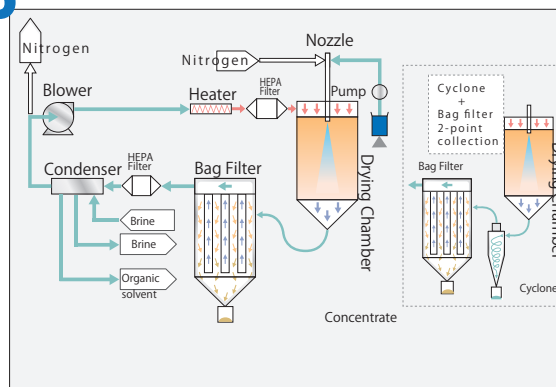 Nitrogen
Nitrogen
Nozzle
Blower
Heater
HEPA
Filter
Pump
Cyclone
+
Bag filter
2-point
collection
Condenser
HEPA
Filter
Bag Filter
Drying Chamber
Bag Filter
Brine
Brine
Organic
solvent
Cyclone
Concentrate